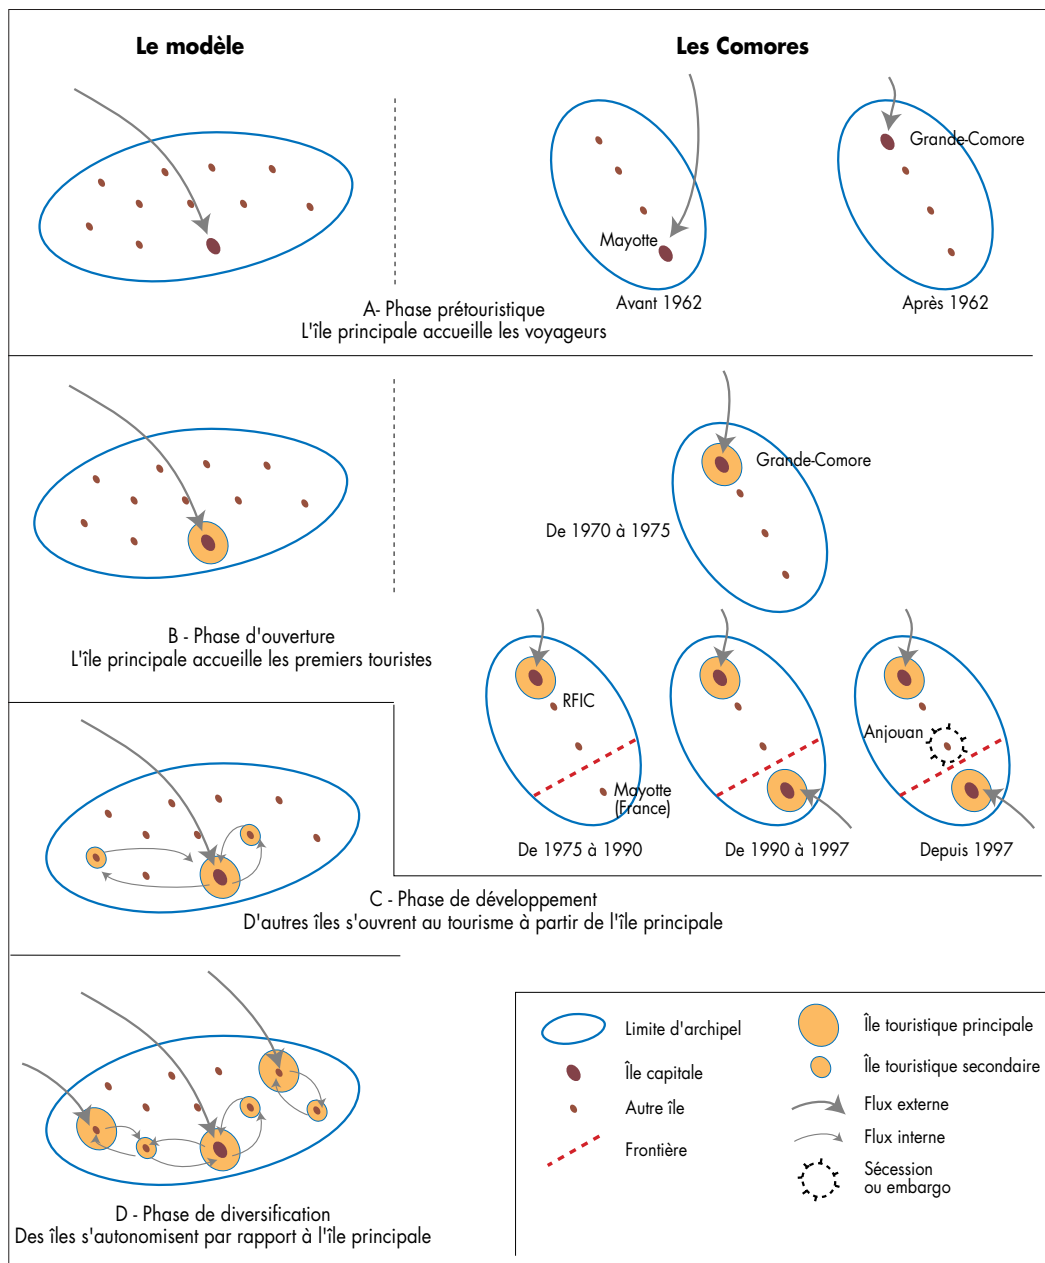 Le modèle
Les Comores
Grande-Comore
Mayotte
Avant 1962
Après 1962
A- Phase prétouristique
L'île principale accueille les voyageurs
Grande-Comore
De 1970 à 1975
B - Phase d'ouverture
L'île principale accueille les premiers touristes
RFIC
Mayotte
(France)
Anjouan
De 1975 à 1990
De 1990 à 1997
Depuis 1997
C - Phase de développement
D'autres îles s'ouvrent au tourisme à partir de l'île principale
D - Phase de diversification
Des îles s'autonomisent par rapport à l'île principale
Limite d'archipel
Île capitale
Autre île
Frontière
Île touristique principale
Île touristique secondaire
Flux externe
Flux interne
Sécession
ou embargo